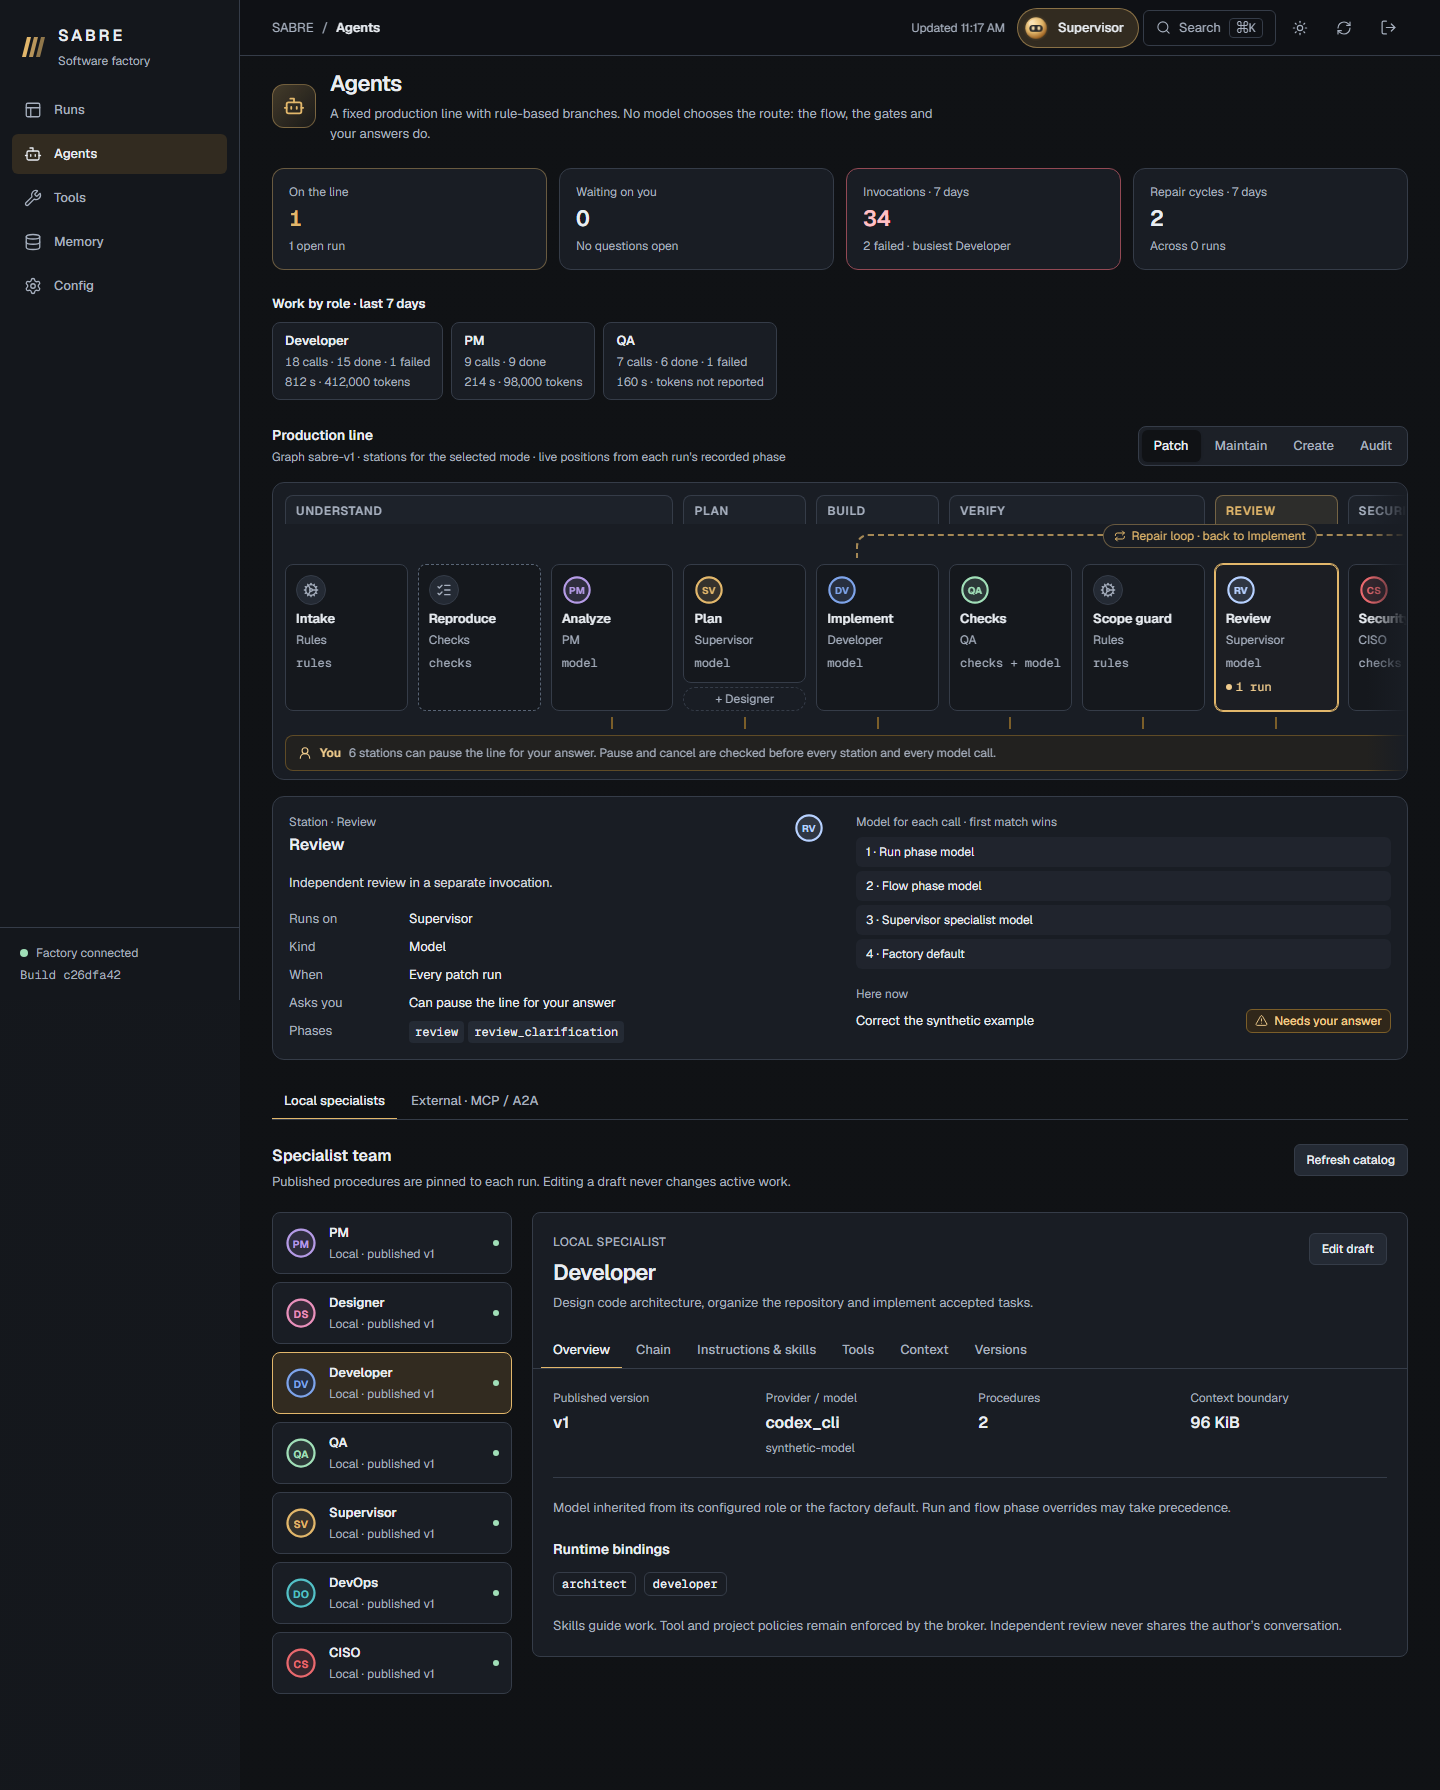 SABRE
Software factory
Runs
Agents
Tools
Memory
Config
Factory connected
Build c26dfa42
SABRE / Agents
Updated 11:17 AM
Supervisor
Search ⌘K
Agents
A fixed production line with rule-based branches. No model chooses the route: the flow, the gates and
your answers do.
On the line
1
1 open run
Waiting on you
0
No questions open
Invocations · 7 days
34
2 failed · busiest Developer
Repair cycles · 7 days
2
Across 0 runs
Work by role · last 7 days
Developer
18 calls · 15 done · 1 failed
812 s · 412,000 tokens
PM
9 calls · 9 done
214 s · 98,000 tokens
QA
7 calls · 6 done · 1 failed
160 s · tokens not reported
Production line
Graph sabre-v1 · stations for the selected mode · live positions from each run's recorded phase
Patch
Maintain
Create
Audit
UNDERSTAND
PLAN
BUILD
VERIFY
REVIEW
SECUR
Repair loop · back to Implement
Intake
Rules
rules
Reproduce
Checks
checks
PM
Analyze
PM
model
SV
Plan
Supervisor
model
+ Designer
DV
Implement
Developer
model
QA
Checks
QA
checks + model
Scope guard
Rules
rules
RV
Review
Supervisor
model
1 run
CS
Securit
CISO
checks
You 6 stations can pause the line for your answer. Pause and cancel are checked before every station and every model call.
Station · Review
Review
RV
Independent review in a separate invocation.
Runs on Supervisor
Kind Model
When Every patch run
Asks you Can pause the line for your answer
Phases review review_clarification
Model for each call · first match wins
1 · Run phase model
2 · Flow phase model
3 · Supervisor specialist model
4 · Factory default
Here now
Correct the synthetic example
Needs your answer
Local specialists
External · MCP / A2A
Specialist team
Published procedures are pinned to each run. Editing a draft never changes active work.
Refresh catalog
PM
PM
Local · published v1
DS
Designer
Local · published v1
DV
Developer
Local · published v1
QA
QA
Local · published v1
SV
Supervisor
Local · published v1
DO
DevOps
Local · published v1
CS
CISO
Local · published v1
LOCAL SPECIALIST
Developer
Design code architecture, organize the repository and implement accepted tasks.
Edit draft
Overview
Chain
Instructions & skills
Tools
Context
Versions
Published version
v1
Provider / model
codex_cli
synthetic-model
Procedures
2
Context boundary
96 KiB
Model inherited from its configured role or the factory default. Run and flow phase overrides may take precedence.
Runtime bindings
architect
developer
Skills guide work. Tool and project policies remain enforced by the broker. Independent review never shares the author's conversation.